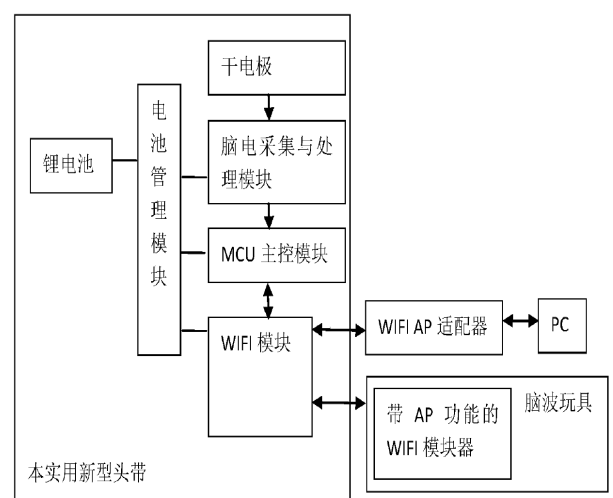 干电极
电
池
管
理
模
块
锂电池
脑电采集与处
理模块
MCU 主控模块
WIFI 模块
WIFI AP 适配器
PC
带 AP 功能的
WIFI 模块器
脑波玩具
本实用新型头带